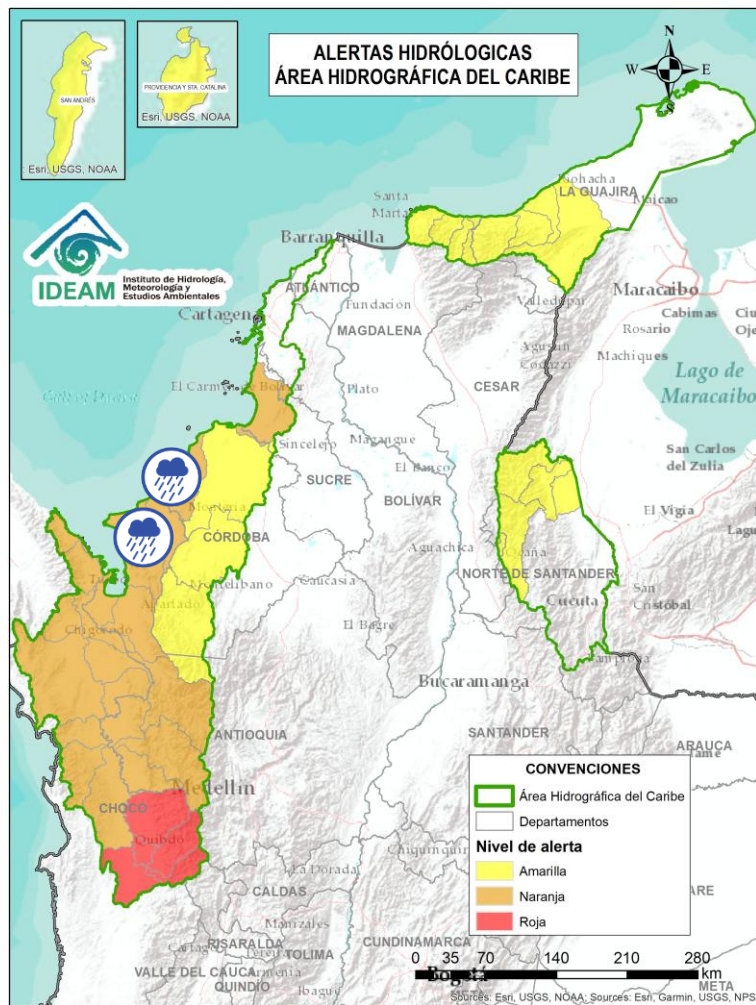 ALERTAS HIDRÓLOGICAS
ÁREA HIDROGRÁFICA DEL CARIBE
N
W
E
S
SAN ANDRÉS
Esri, USGS, NOAA
PROVIDENCIA Y STA. CATALINA
Esri, USGS, NOAA
IDEAM
Instituto de Hidrología,
Meteorología y
Estudios Ambientales
LA GUAJIRA
Maicao
Santa
Marta
Barranquilla
ATLÁNTICO
Cartagena
Fundación
MAGDALENA
Valledupar
Maracaibo
Cabimas
Rosario
Machiques
Agustín
Codazzi
CESAR
Lago de
Maracaibo
El Carmen de Bolívar
Plato
Sincelejo
Magangue
El Banco
SUCRE
BOLÍVAR
San Carlos
del Zulia
El Vigía
Montería
CÓRDOBA
Aguachica
Ocaña
NORTE DE SANTANDER
Cúcuta
San
Cristóbal
Montelíbano
Caucasia
Apartadó
El Bagre
Chigorodó
Pamplona
Bucaramanga
ANTIOQUIA
SANTANDER
ARAUCA
Medellín
CHOCÓ
Quibdó
La Dorada
CALDAS
Manizales
RISARALDA
TOLIMA
CUNDINAMARCA
VALLE DEL CAUCA
Armenia
QUINDÍO
Ibagué
Bogotá
META
CONVENCIONES
Área Hidrográfica del Caribe
Departamentos
Nivel de alerta
Amarilla
Naranja
Roja
0 35 70 140 210 280
km
Sources: Esri, USGS, NOAA; Sources: Esri, Garmin, USGS, NPS